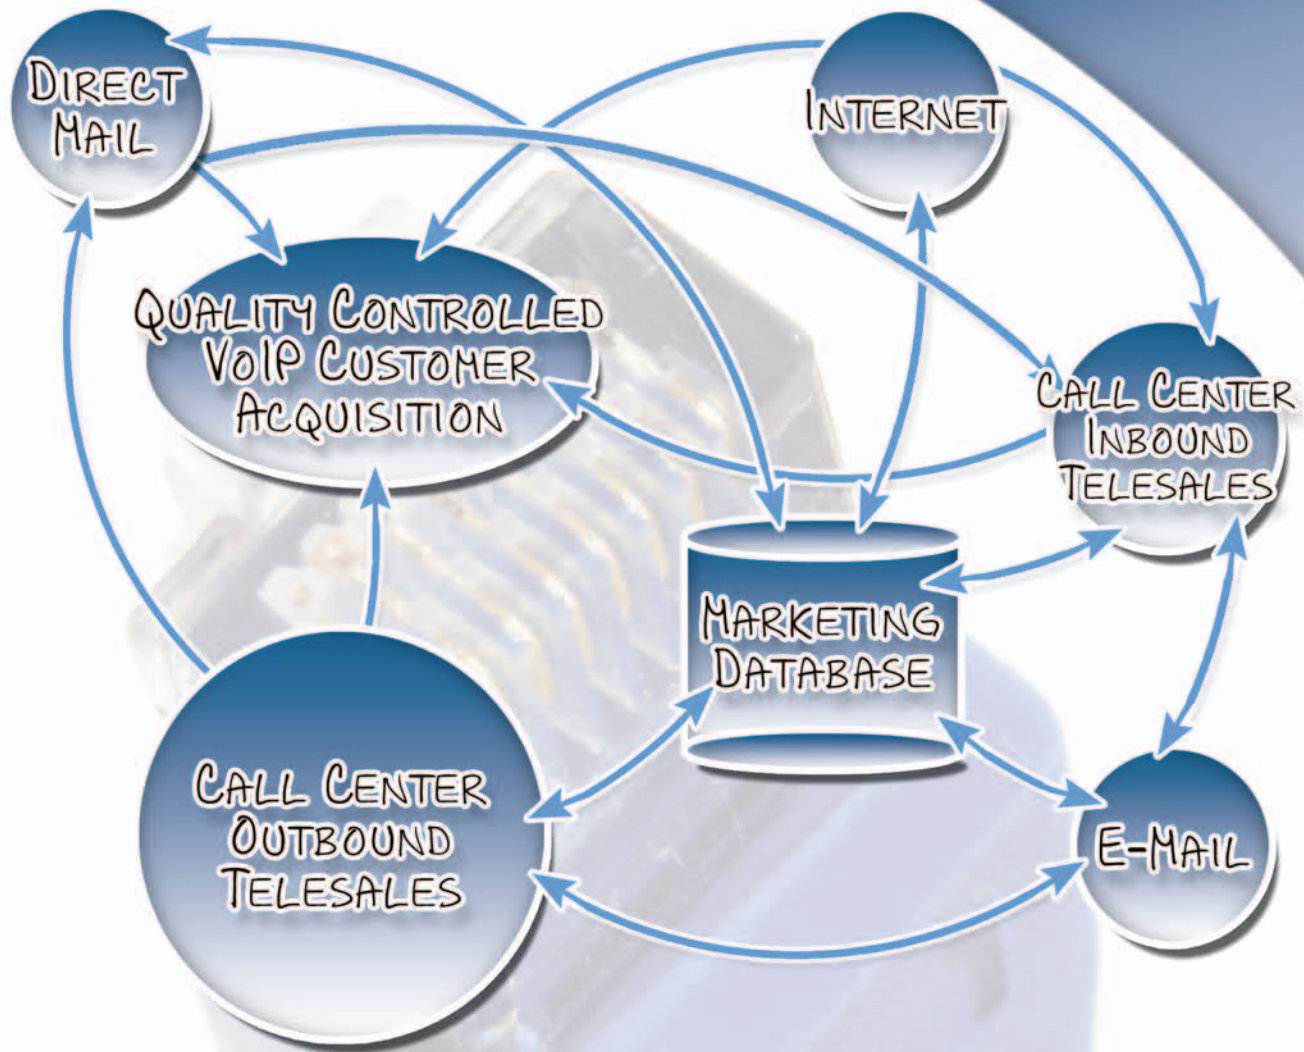 DIRECT
MAIL
INTERNET
QUALITY CONTROLLED
VOIP CUSTOMER
ACQUISITION
CALL CENTER
INBOUND
TELESALES
MARKETING
DATABASE
CALL CENTER
OUTBOUND
TELESALES
E-MAIL